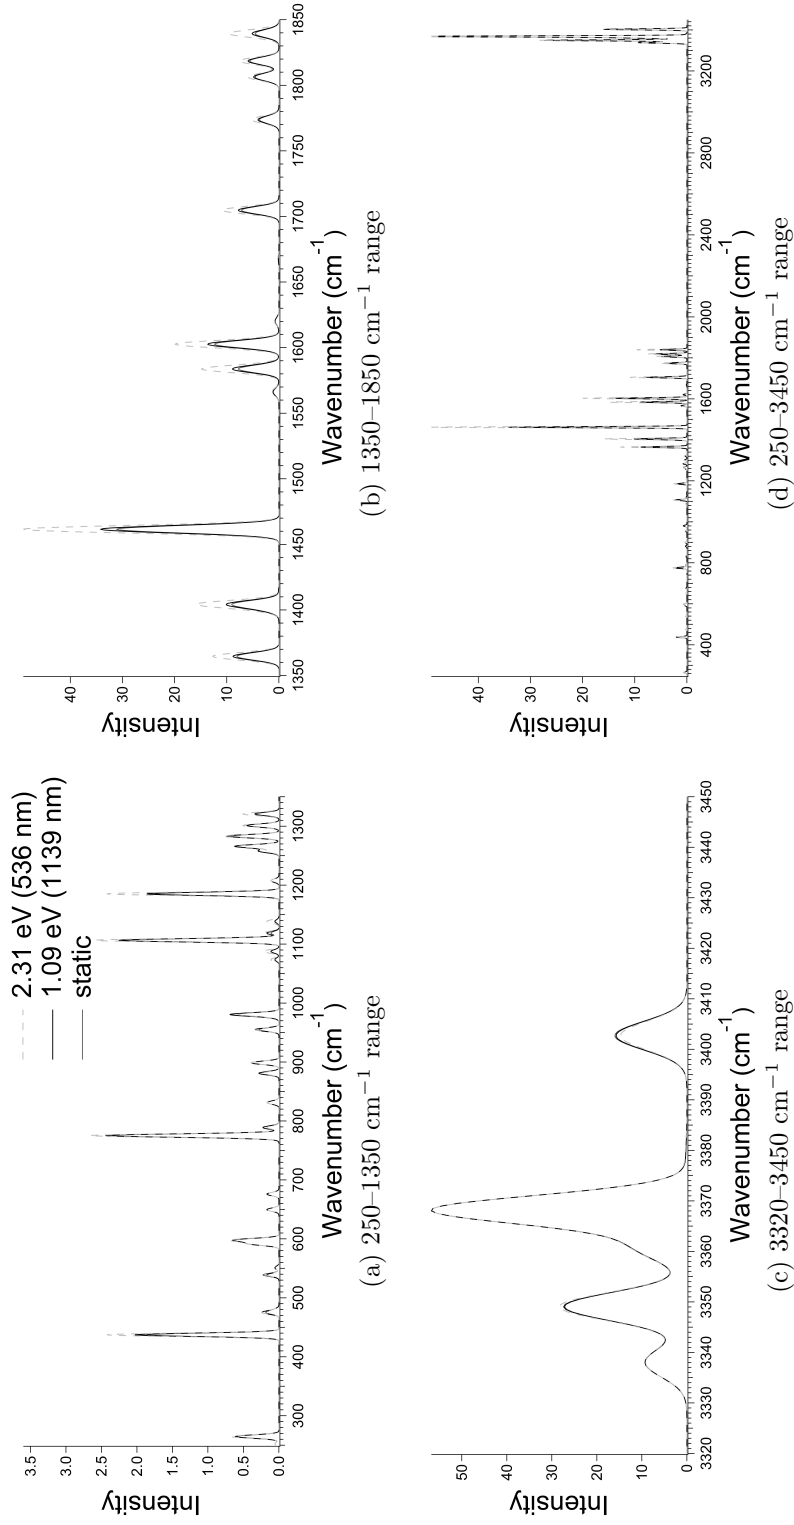 2.31 eV (536 nm)
1.09 eV (1139 nm)
static
Intensity
3.5
3.0
2.5
2.0
1.5
1.0
0.5
0.0
300 400 500 600 700 800 900 1000 1100 1200 1300
Wavenumber (cm⁻¹)
(a) 250–1350 cm⁻¹ range
Intensity
40
30
20
10
0
1350 1400 1450 1500 1550 1600 1650 1700 1750 1800 1850
Wavenumber (cm⁻¹)
(b) 1350–1850 cm⁻¹ range
Intensity
50
40
30
20
10
0
3320 3330 3340 3350 3360 3370 3380 3390 3400 3410 3420 3430 3440 3450
Wavenumber (cm⁻¹)
(c) 3320–3450 cm⁻¹ range
Intensity
40
30
20
10
0
400 800 1200 1600 2000 2400 2800 3200
Wavenumber (cm⁻¹)
(d) 250–3450 cm⁻¹ range